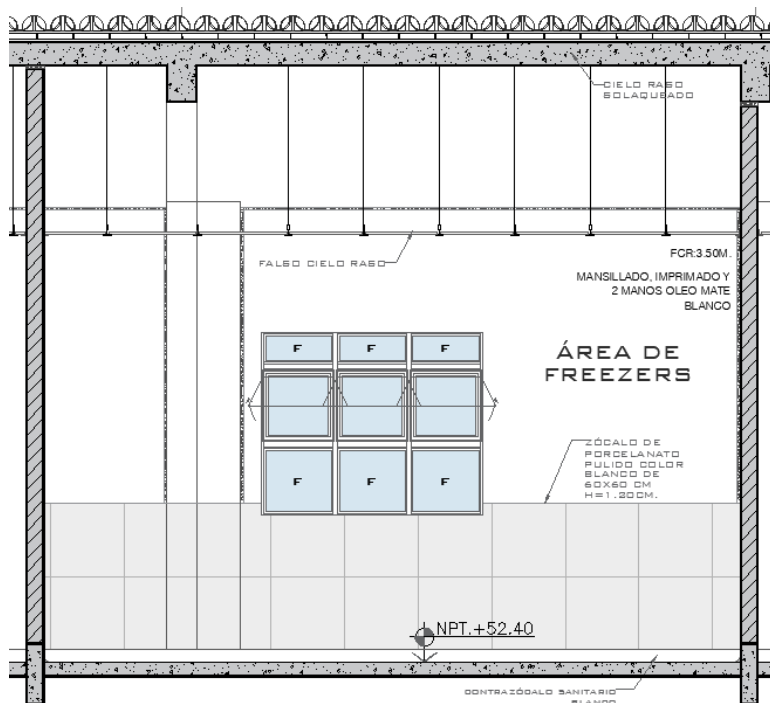 CIELO RASO
SOLAQUEADO
FALSO CIELO RASO
FCR:3.50M.
MANSILLADO, IMPRIMADO Y
2 MANOS OLEO MATE
BLANCO
F F F
ÁREA DE
FREEZERS
ZÓCALO DE
PORCELANATO
PULIDO COLOR
BLANCO DE
60X60 CM
H=1.20CM.
F F F
NPT.+52.40
CONTRAZÓCALO SANITARIO
BLANCO